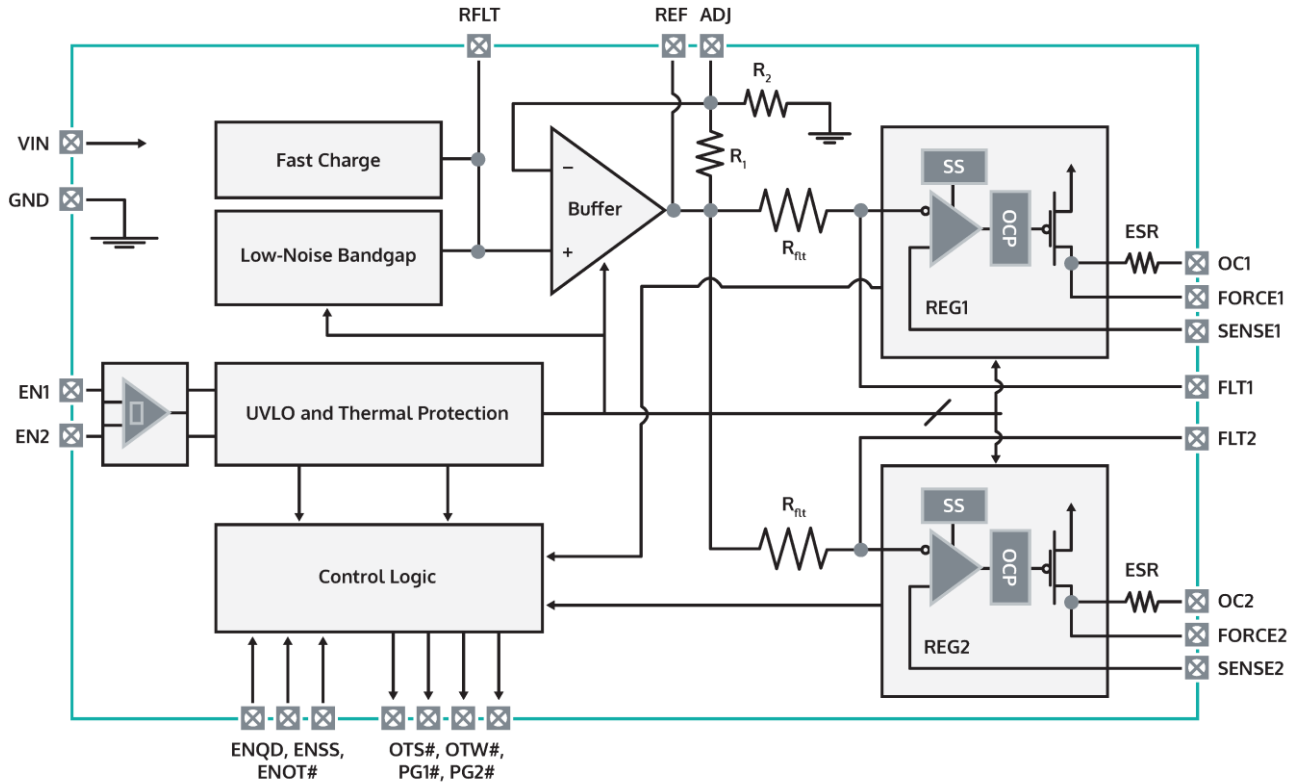 RFLT
REF
ADJ
R2
VIN
GND
Fast Charge
R1
Buffer
−
+
Low-Noise Bandgap
Rflt
SS
OCP
REG1
ESR
OC1
FORCE1
SENSE1
EN1
EN2
UVLO and Thermal Protection
FLT1
FLT2
Control Logic
Rflt
SS
OCP
REG2
ESR
OC2
FORCE2
SENSE2
ENQD, ENSS,
ENOT#
OTS#, OTW#,
PG1#, PG2#